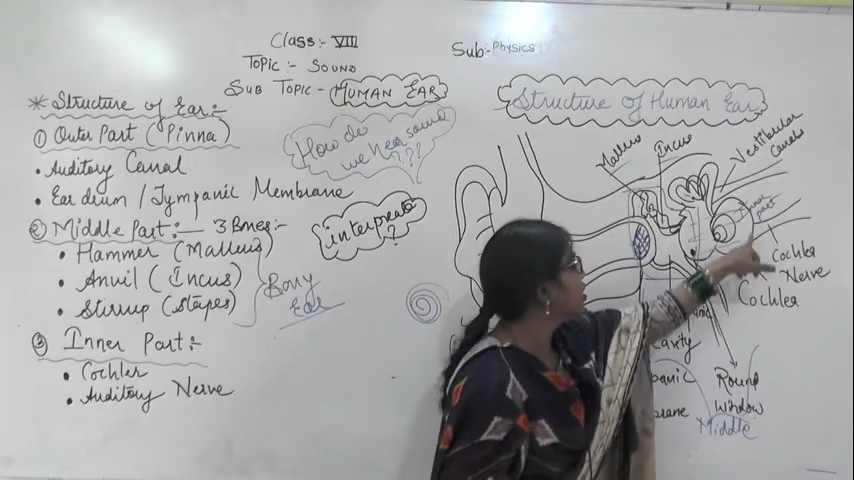 Class:- VIII
Sub:- Physics
Topic:- Sound
Sub Topic - Human Ear
* Structure of Ear:-
① Outer Part (Pinna)
• Auditory Canal
• Ear drum / Tympanic Membrane
② Middle Part:- 3 Bones:-
• Hammer (Malleus)
• Anvil (Incus)
• Stirrup (Stapes)
Bony Ear
③ Inner Part:-
• Cochlea
• Auditory Nerve
How do
we hear sound
???
interpreate
?
Structure of Human Ear
Malleus
Incus
Vestibular
Canals
Inner
part
Cochlea
Nerve
Cochlea
Cavity
Round
Window
Middle